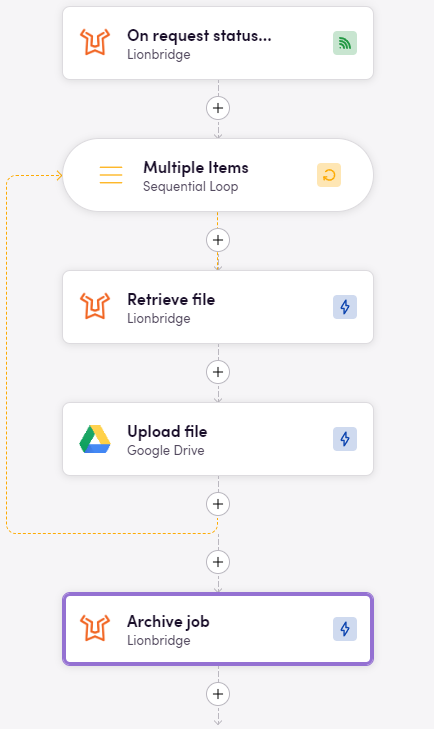 On request status...
Lionbridge
Multiple Items
Sequential Loop
Retrieve file
Lionbridge
Upload file
Google Drive
Archive job
Lionbridge